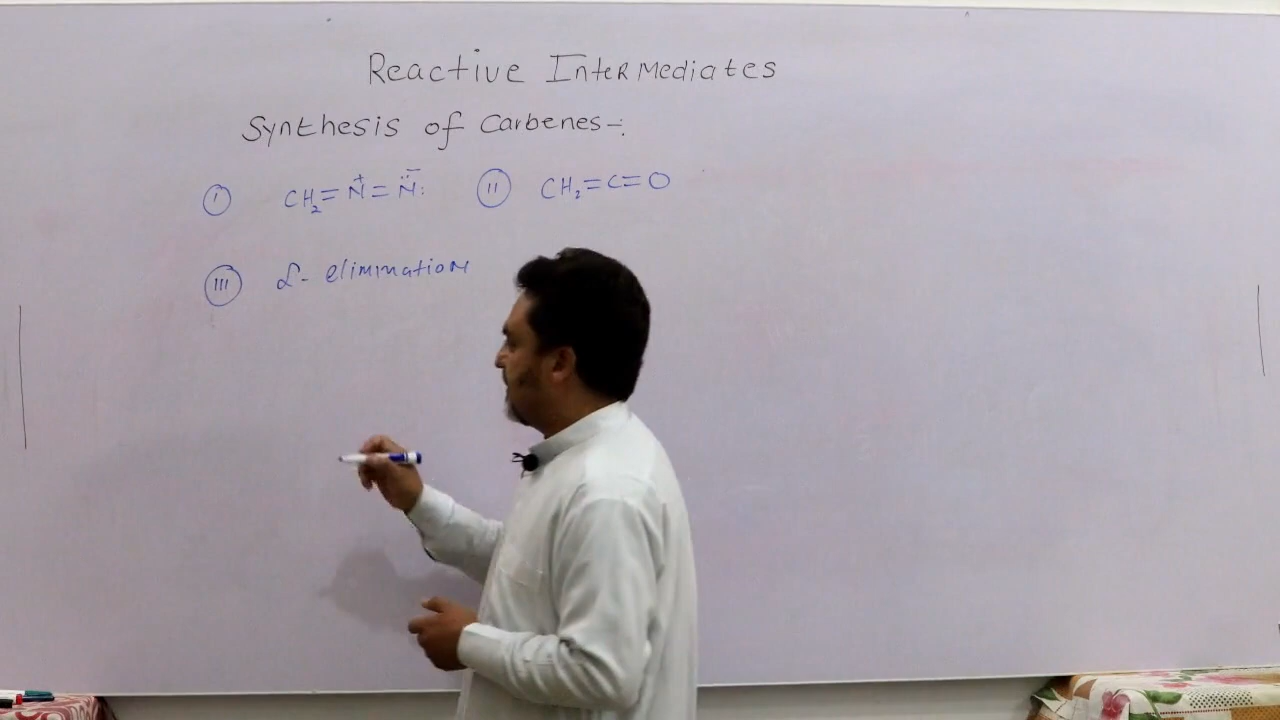 Reactive Intermediates
Synthesis of Carbenes-:
(I) CH₂=N⁺=N̈:⁻ (II) CH₂=C=O
(III) α- elimination